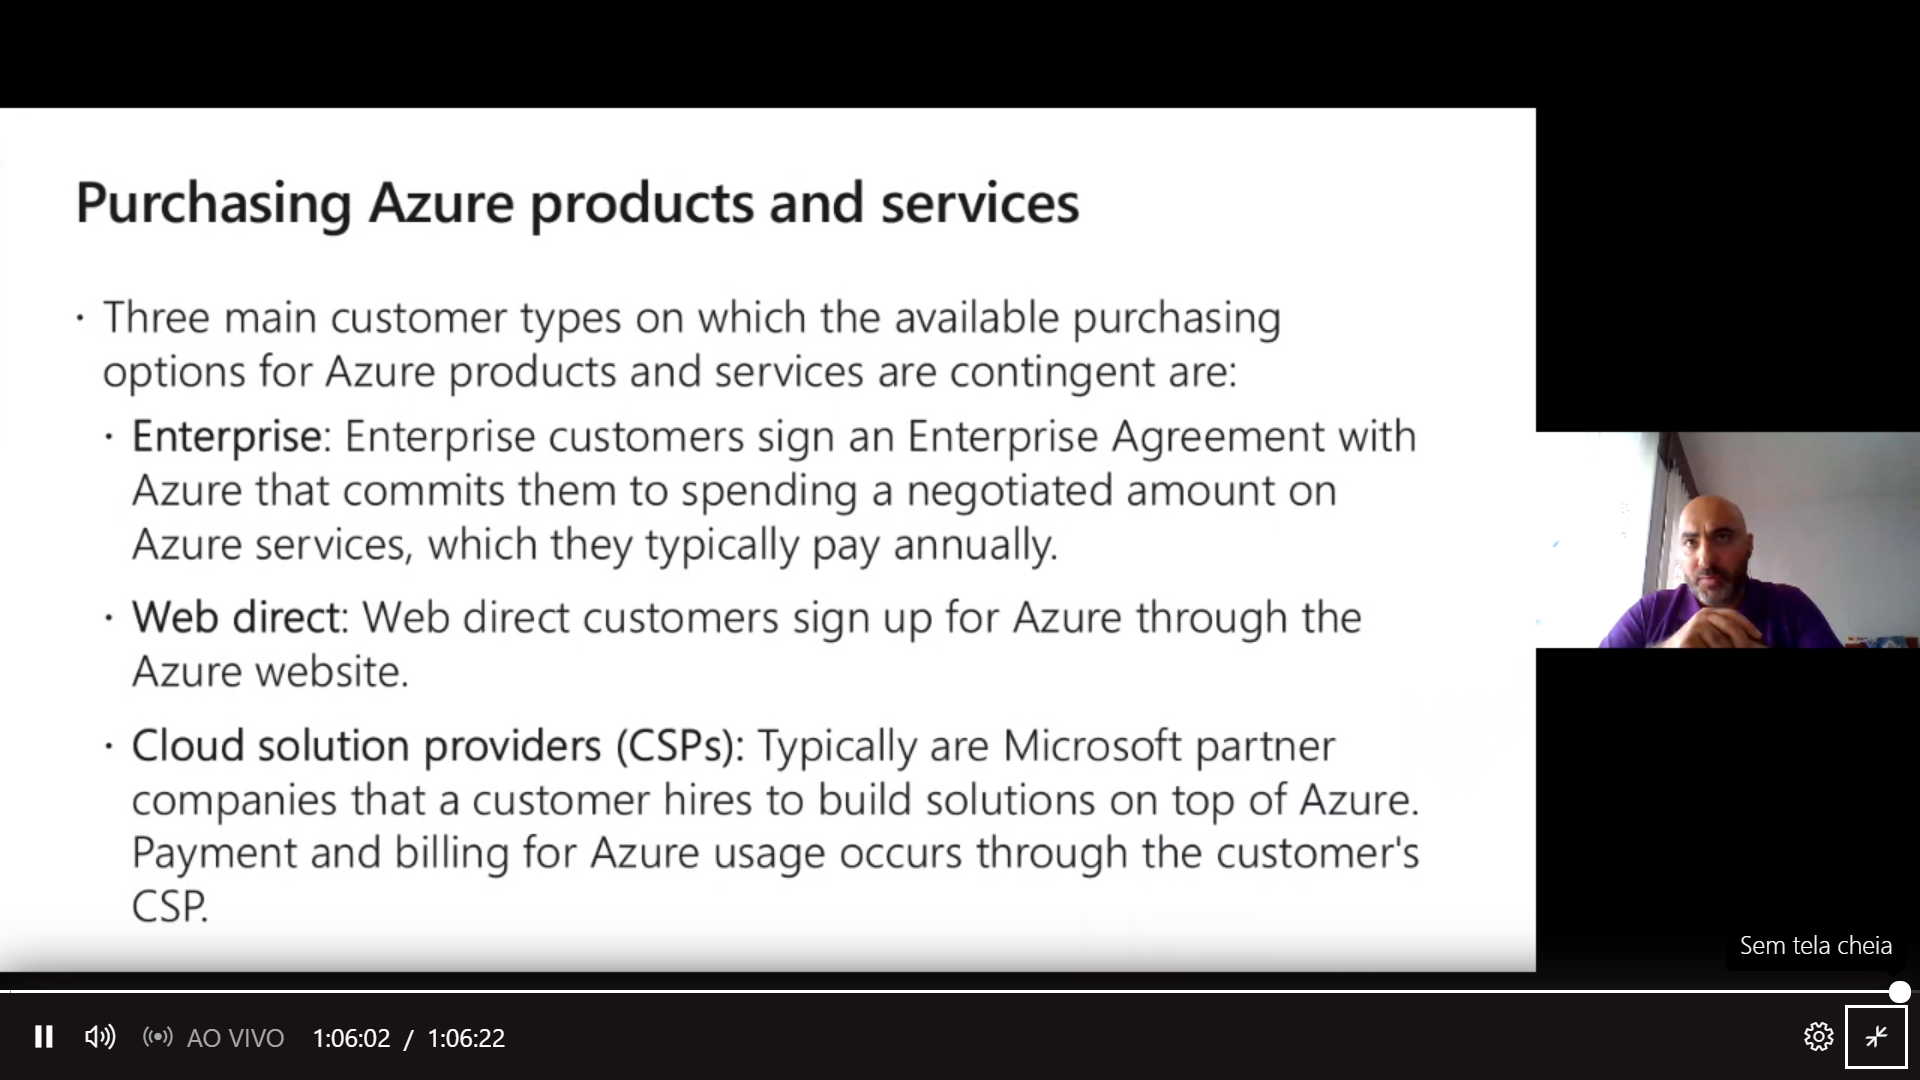 Purchasing Azure products and services
· Three main customer types on which the available purchasing
options for Azure products and services are contingent are:
· Enterprise: Enterprise customers sign an Enterprise Agreement with
Azure that commits them to spending a negotiated amount on
Azure services, which they typically pay annually.
· Web direct: Web direct customers sign up for Azure through the
Azure website.
· Cloud solution providers (CSPs): Typically are Microsoft partner
companies that a customer hires to build solutions on top of Azure.
Payment and billing for Azure usage occurs through the customer's
CSP.
Sem tela cheia
AO VIVO 1:06:02 / 1:06:22